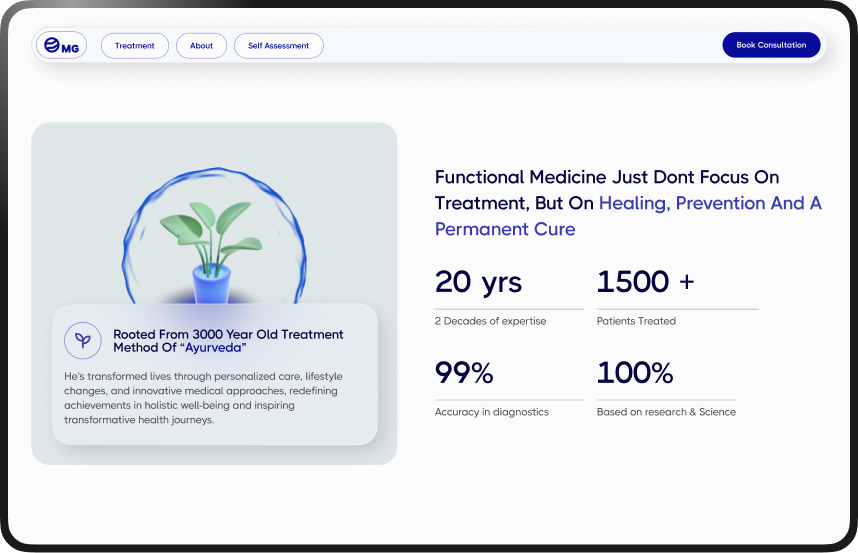 MG
Treatment
About
Self Assessment
Book Consultation
Functional Medicine Just Dont Focus On
Treatment, But On Healing, Prevention And A
Permanent Cure
20 yrs
2 Decades of expertise
1500 +
Patients Treated
99%
Accuracy in diagnostics
100%
Based on research & Science
Rooted From 3000 Year Old Treatment
Method Of “Ayurveda”
He's transformed lives through personalized care, lifestyle
changes, and innovative medical approaches, redefining
achievements in holistic well-being and inspiring
transformative health journeys.